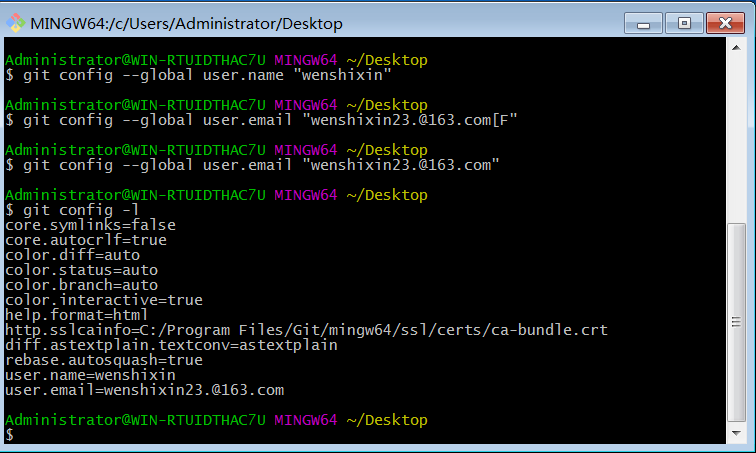 MINGW64:/c/Users/Administrator/Desktop
Administrator@WIN-RTUIDTHAC7U MINGW64 ~/Desktop
$ git config --global user.name "wenshixin"
Administrator@WIN-RTUIDTHAC7U MINGW64 ~/Desktop
$ git config --global user.email "wenshixin23.@163.com[F"
Administrator@WIN-RTUIDTHAC7U MINGW64 ~/Desktop
$ git config --global user.email "wenshixin23.@163.com"
Administrator@WIN-RTUIDTHAC7U MINGW64 ~/Desktop
$ git config -l
core.symlinks=false
core.autocrlf=true
color.diff=auto
color.status=auto
color.branch=auto
color.interactive=true
help.format=html
http.sslcainfo=C:/Program Files/Git/mingw64/ssl/certs/ca-bundle.crt
diff.astextplain.textconv=astextplain
rebase.autosquash=true
user.name=wenshixin
user.email=wenshixin23.@163.com
Administrator@WIN-RTUIDTHAC7U MINGW64 ~/Desktop
$